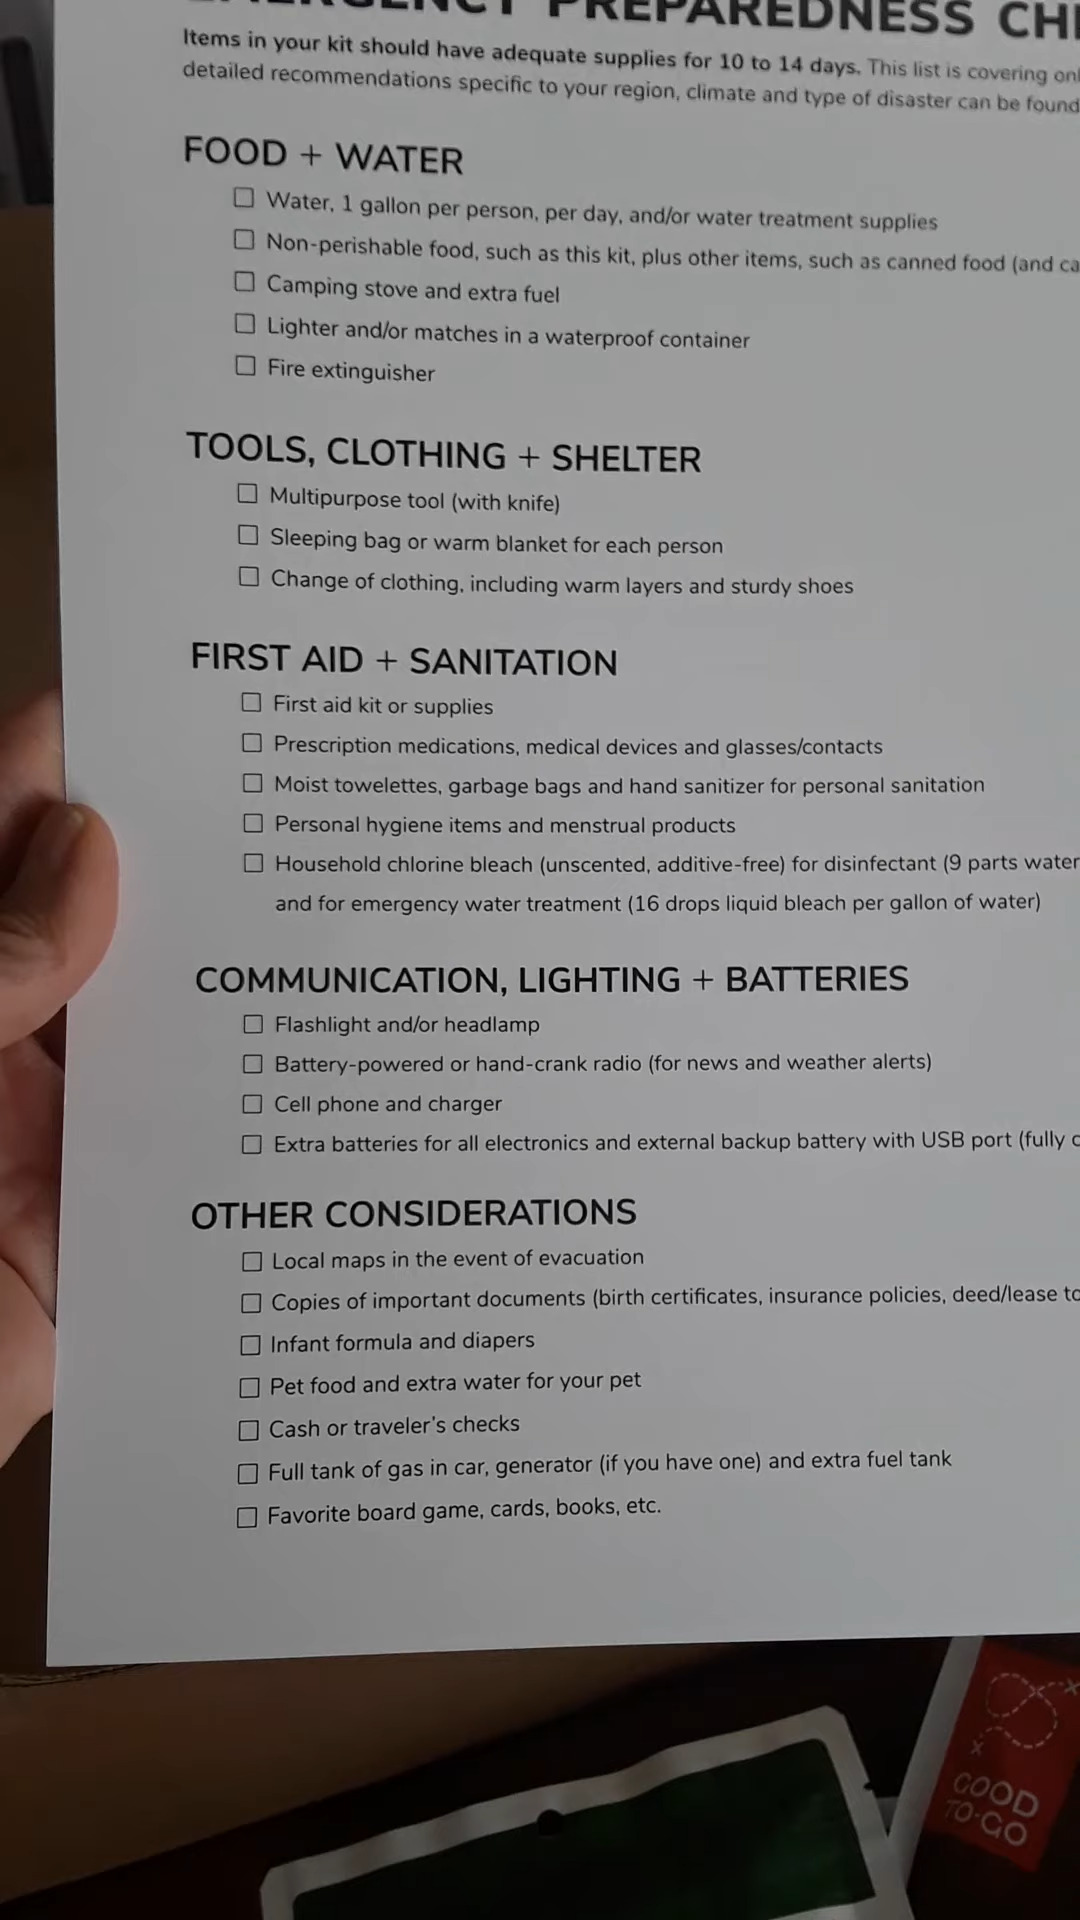 EMERGENCY PREPAREDNESS
Items in your kit should have adequate supplies for 10 to 14 days. This list is covering
detailed recommendations specific to your region, climate and type of disaster can be found
FOOD + WATER
Water, 1 gallon per person, per day, and/or water treatment supplies
Non-perishable food, such as this kit, plus other items, such as canned food (and
Camping stove and extra fuel
Lighter and/or matches in a waterproof container
Fire extinguisher
TOOLS, CLOTHING + SHELTER
Multipurpose tool (with knife)
Sleeping bag or warm blanket for each person
Change of clothing, including warm layers and sturdy shoes
FIRST AID + SANITATION
First aid kit or supplies
Prescription medications, medical devices and glasses/contacts
Moist towelettes, garbage bags and hand sanitizer for personal sanitation
Personal hygiene items and menstrual products
Household chlorine bleach (unscented, additive-free) for disinfectant (9 parts water
and for emergency water treatment (16 drops liquid bleach per gallon of water)
COMMUNICATION, LIGHTING + BATTERIES
Flashlight and/or headlamp
Battery-powered or hand-crank radio (for news and weather alerts)
Cell phone and charger
Extra batteries for all electronics and external backup battery with USB port (fully
OTHER CONSIDERATIONS
Local maps in the event of evacuation
Copies of important documents (birth certificates, insurance policies, deed/lease to
Infant formula and diapers
Pet food and extra water for your pet
Cash or traveler's checks
Full tank of gas in car, generator (if you have one) and extra fuel tank
Favorite board game, cards, books, etc.
GOOD
TO-GO